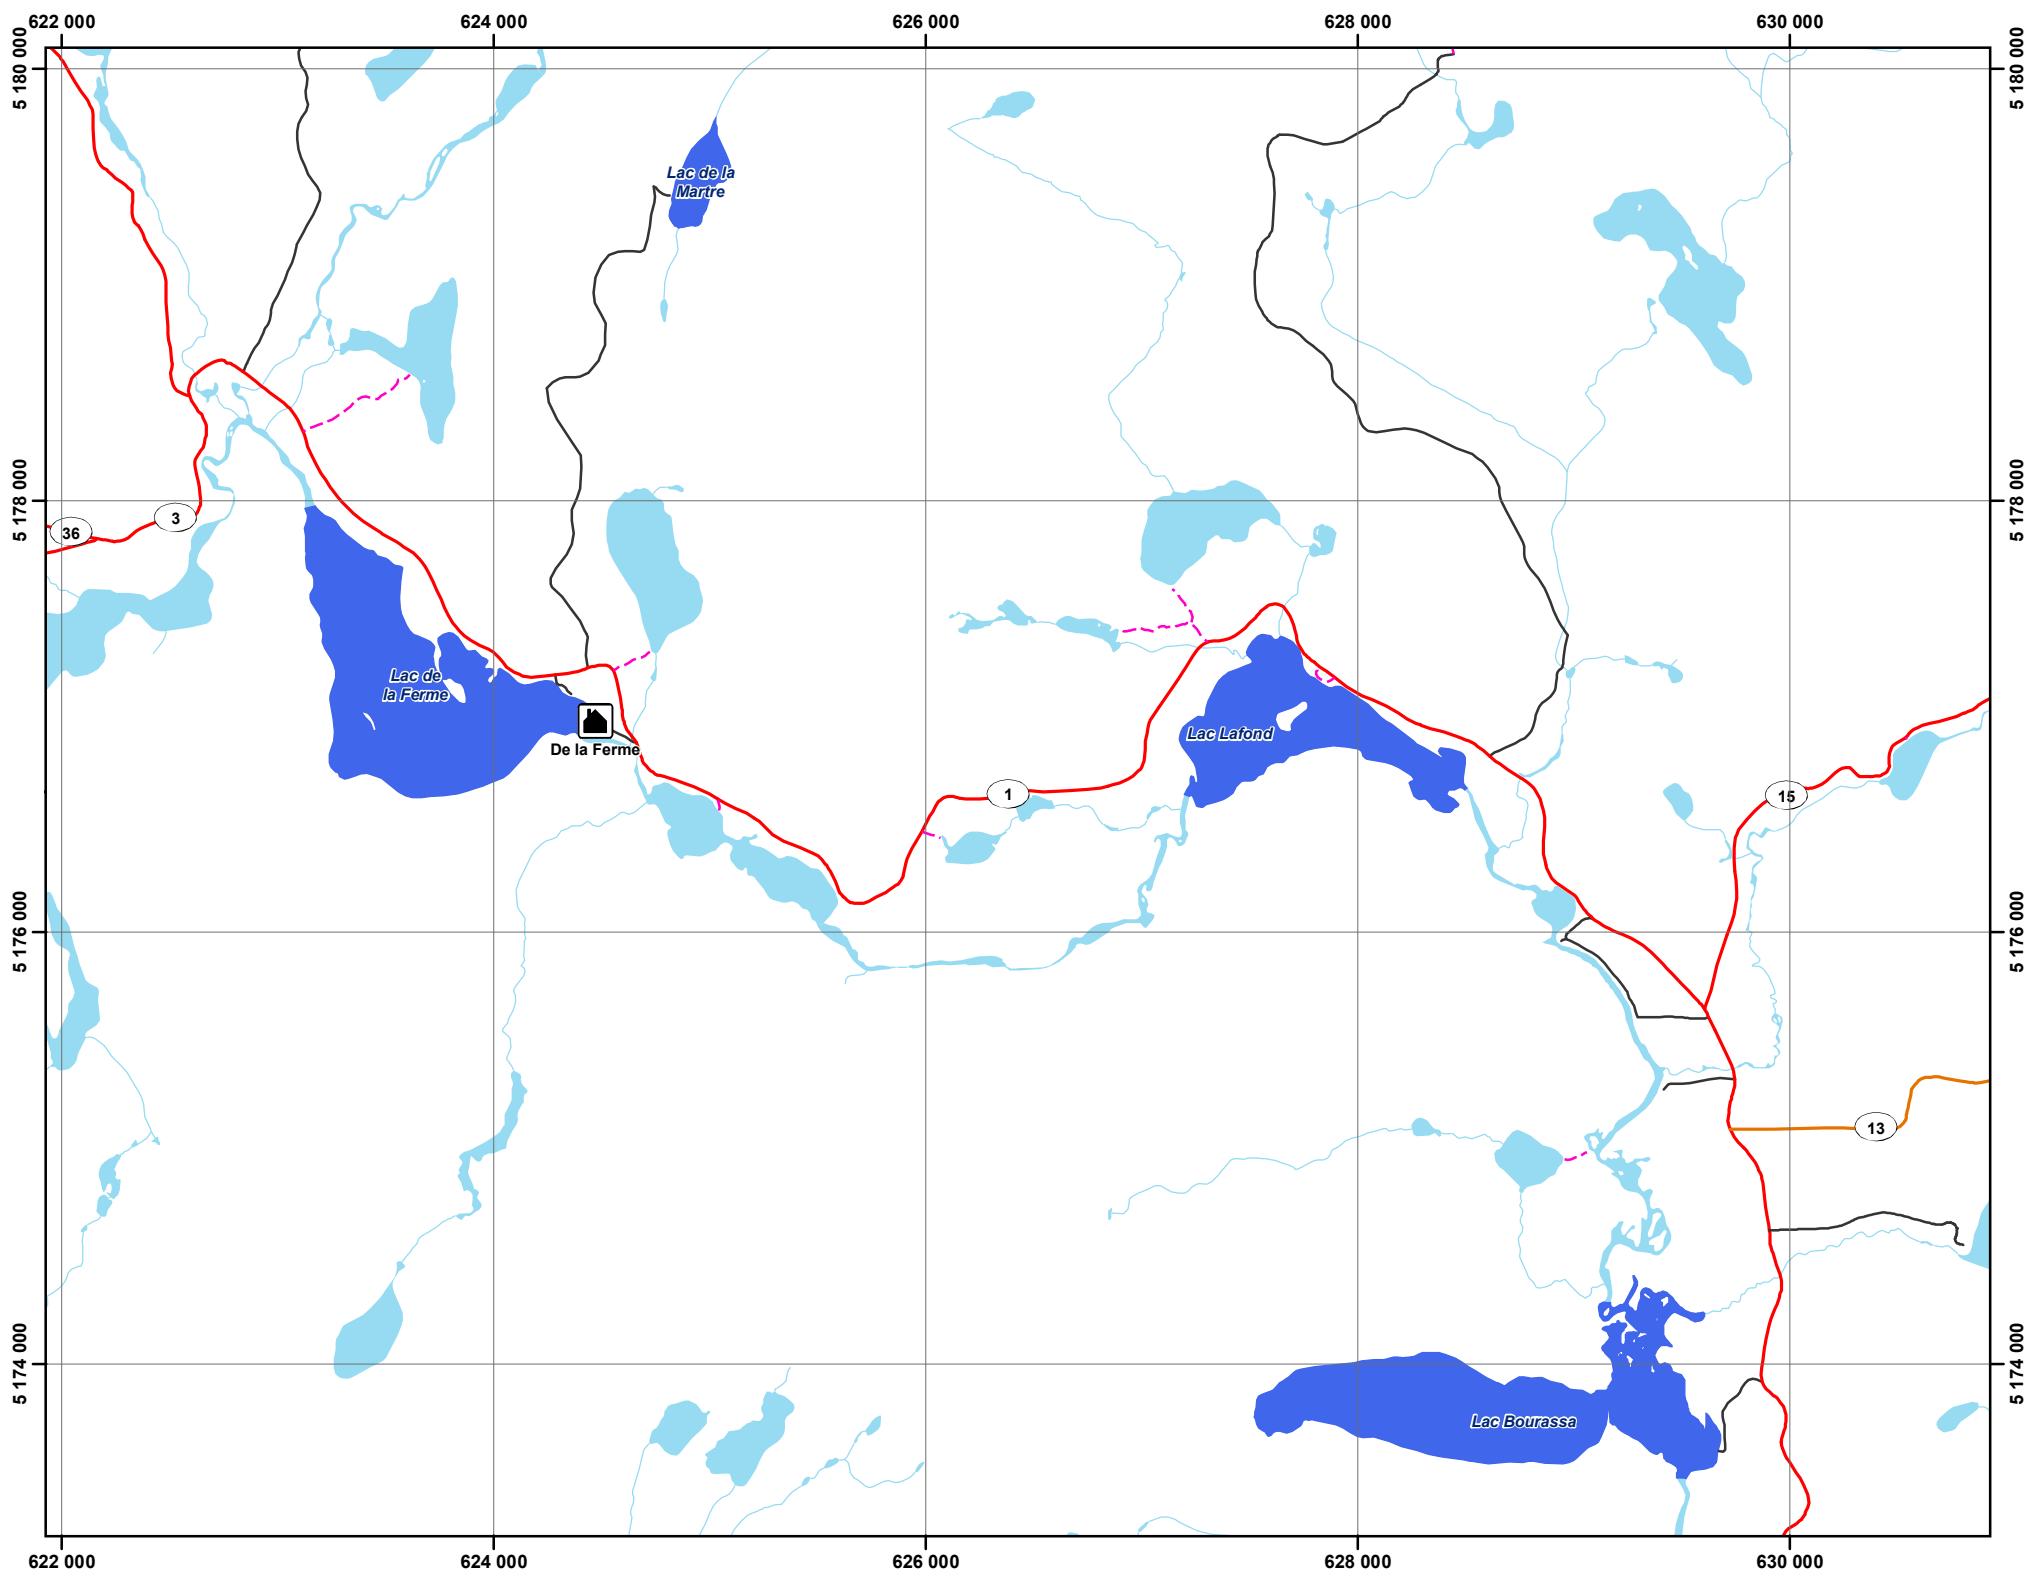 622 000 624 000 626 000 628 000 630 000
5 180 000 5 180 000
Lac de la
Martre
5 178 000 5 178 000
36
3
Lac de
la Ferme
De la Ferme
Lac Lafond
1
15
5 176 000 5 176 000
13
5 174 000 5 174 000
Lac Bourassa
622 000 624 000 626 000 628 000 630 000